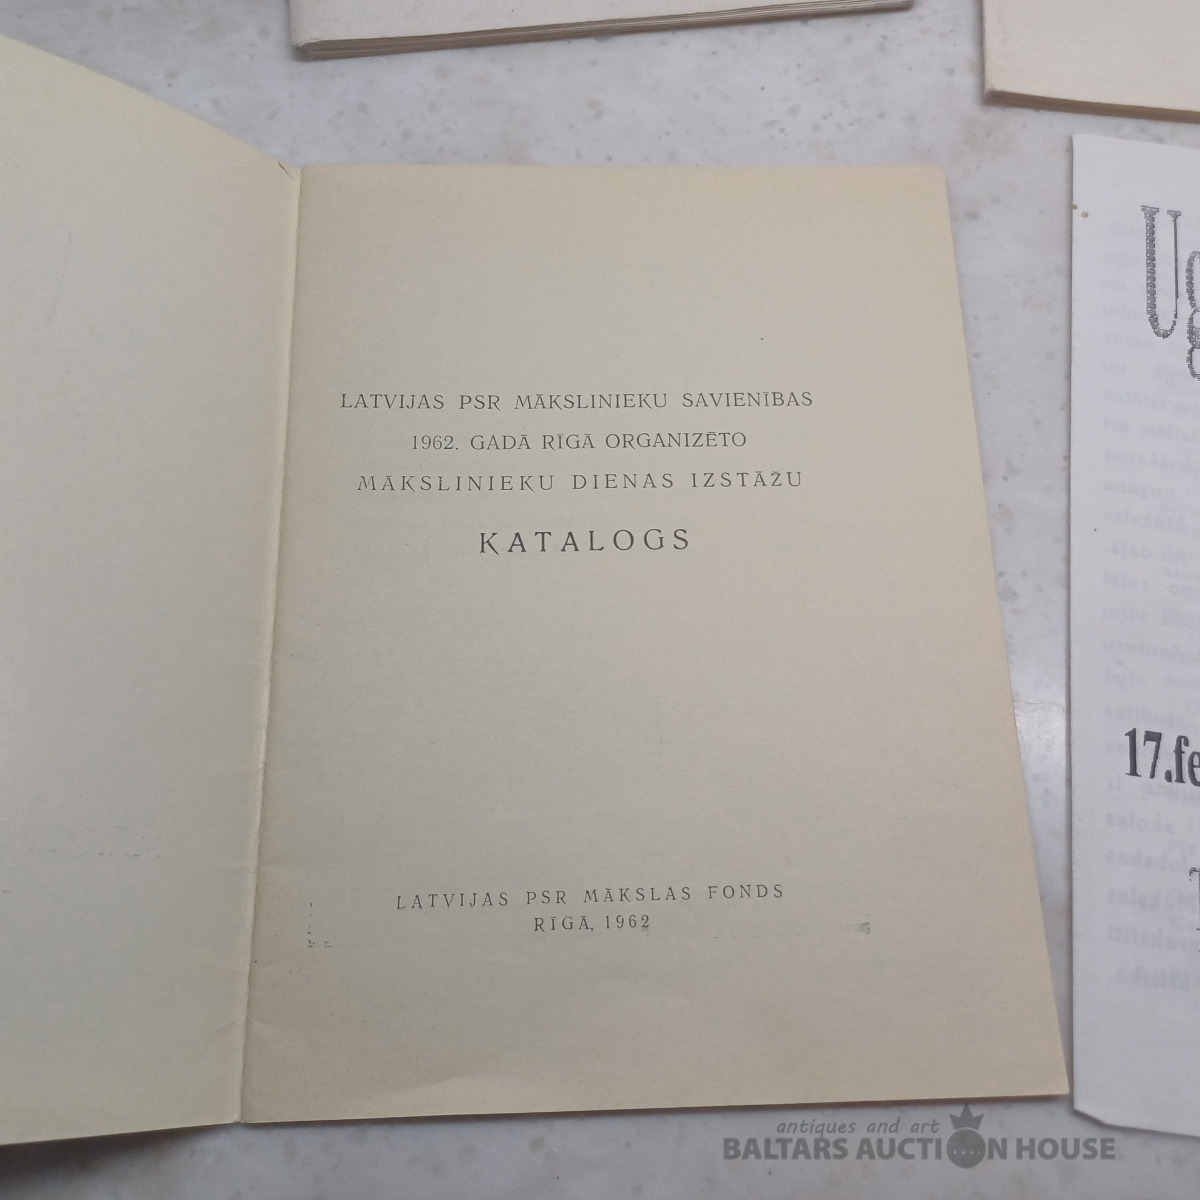 LATVIJAS PSR MĀKSLINIEKU SAVIENĪBAS
1962. GADĀ RĪGĀ ORGANIZĒTO
MĀKSLINIEKU DIENAS IZSTĀŽU
KATALOGS
LATVIJAS PSR MĀKSLAS FONDS
RĪGĀ, 1962
Ug
17.fe
antiques and art
BALTARS AUCTION HOUSE